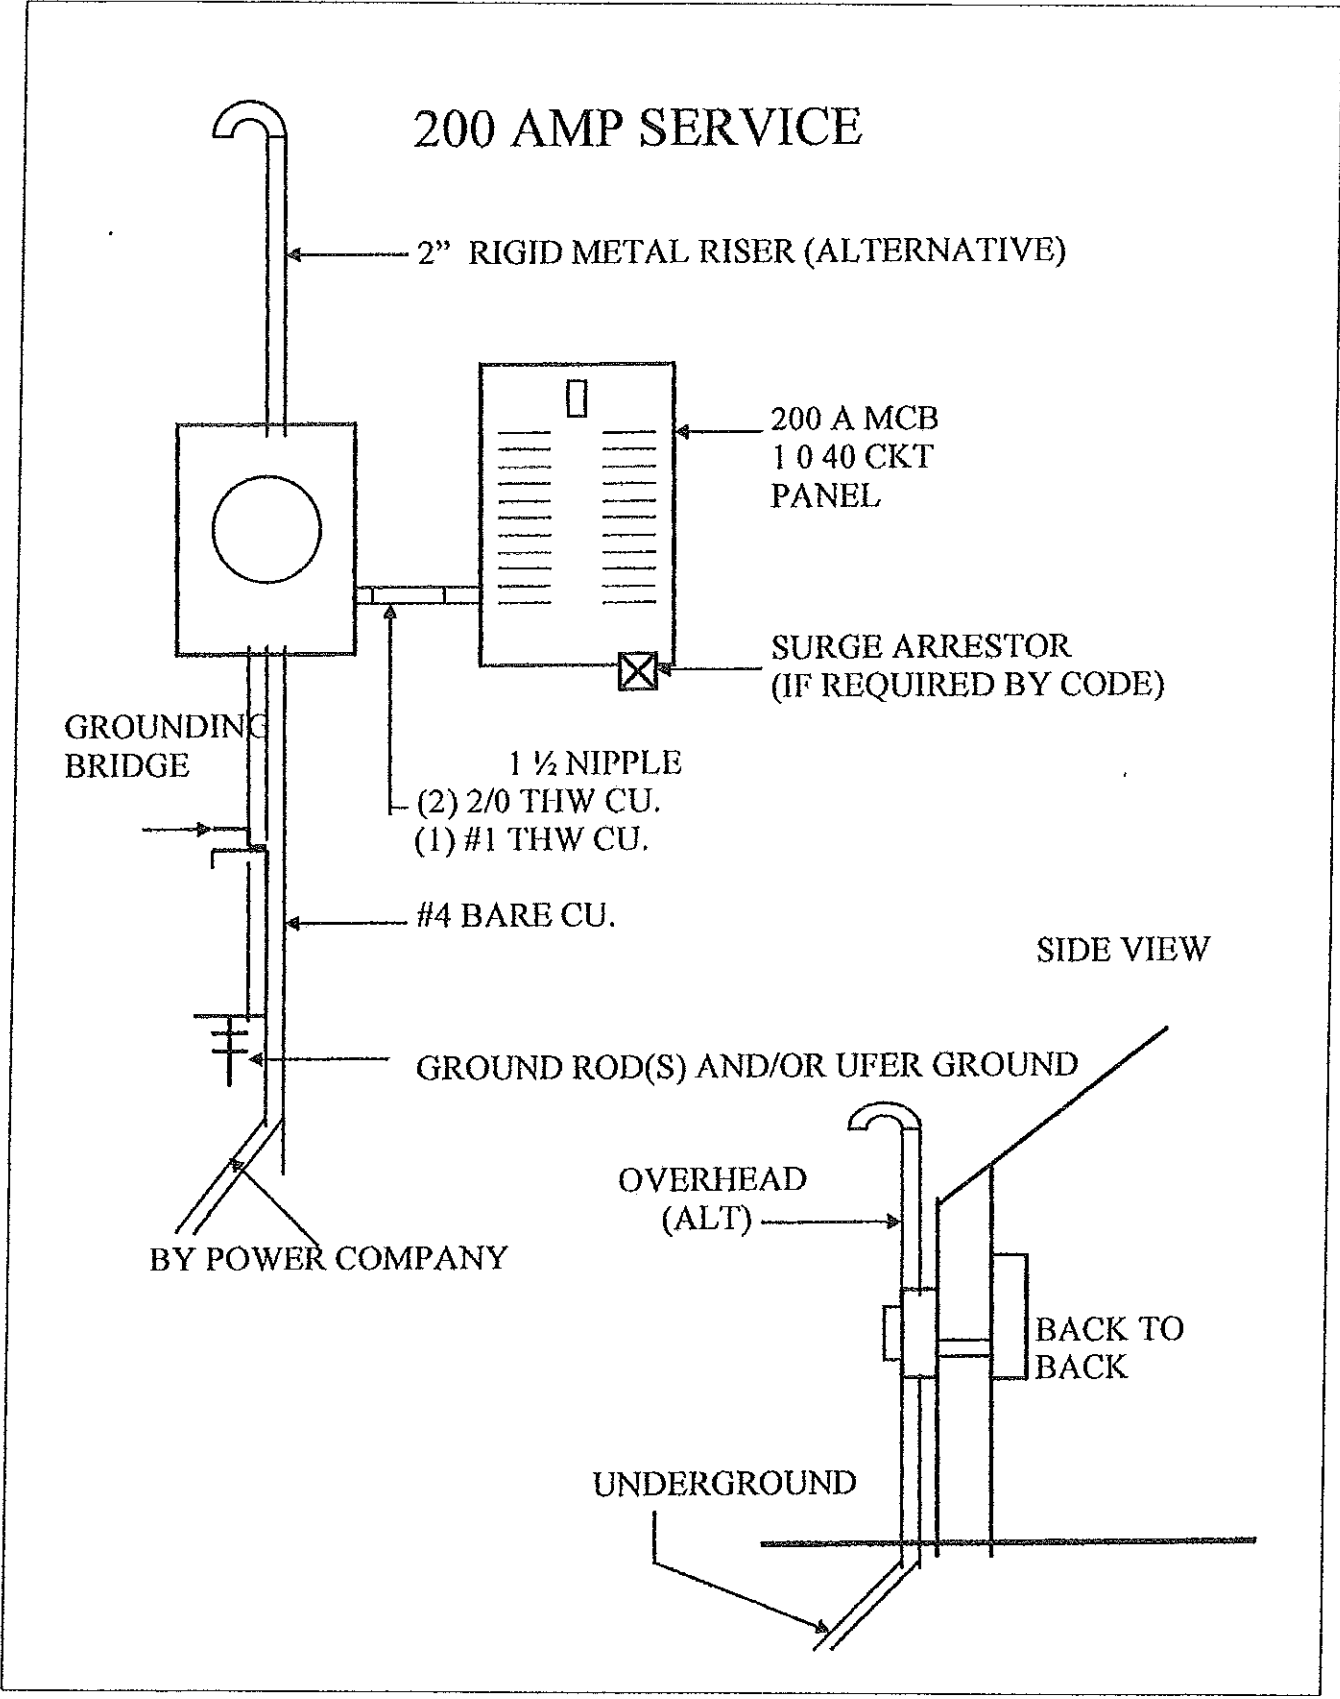 200 AMP SERVICE
2” RIGID METAL RISER (ALTERNATIVE)
200 A MCB
1 0 40 CKT
PANEL
SURGE ARRESTOR
(IF REQUIRED BY CODE)
GROUNDING
BRIDGE
1 ½ NIPPLE
(2) 2/0 THW CU.
(1) #1 THW CU.
#4 BARE CU.
SIDE VIEW
GROUND ROD(S) AND/OR UFER GROUND
OVERHEAD
(ALT)
BY POWER COMPANY
BACK TO
BACK
UNDERGROUND